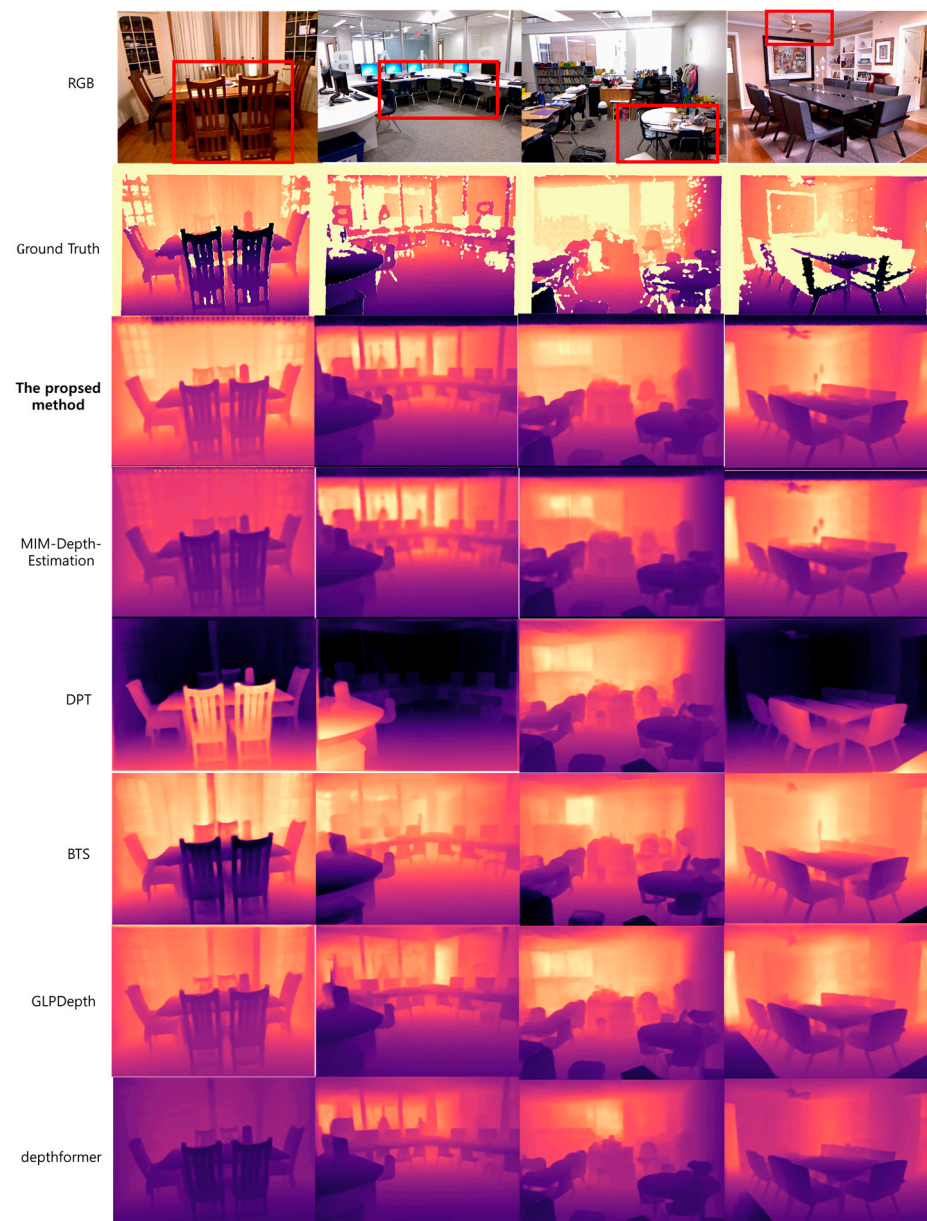 RGB
Ground Truth
The propsed
method
MIM-Depth-
Estimation
DPT
BTS
GLPDepth
depthformer